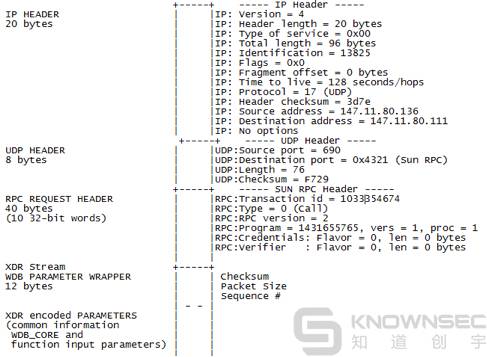 +-----+ ----- IP Header -----
IP HEADER | |IP: Version = 4
20 bytes | |IP: Header length = 20 bytes
| |IP: Type of service = 0x00
| |IP: Total length = 96 bytes
| |IP: Identification = 13825
| |IP: Flags = 0x0
| |IP: Fragment offset = 0 bytes
| |IP: Time to live = 128 seconds/hops
| |IP: Protocol = 17 (UDP)
| |IP: Header checksum = 3d7e
| |IP: Source address = 147.11.80.136
| |IP: Destination address = 147.11.80.111
| |IP: No options
+-----+ ----- UDP Header -----
UDP HEADER | |UDP:Source port = 690
8 bytes | |UDP:Destination port = 0x4321 (Sun RPC)
| |UDP:Length = 76
| |UDP:Checksum = F729
+-----+ ----- SUN RPC Header -----
RPC REQUEST HEADER | |RPC:Transaction id = 1033354674
40 bytes | |RPC:Type = 0 (Call)
(10 32-bit words) | |RPC:RPC version = 2
| |RPC:Program = 1431655765, vers = 1, proc = 1
| |RPC:Credentials: Flavor = 0, len = 0 bytes
| |RPC:verifier : Flavor = 0, len = 0 bytes
| |
XDR Stream +-----+
WDB PARAMETER WRAPPER | | Checksum
12 bytes | | Packet Size
| | Sequence #
| - - |
XDR encoded PARAMETERS | |
(common information | |
WDB_CORE and | |
function input parameters) | |
KNOWNSEC
知道创宇